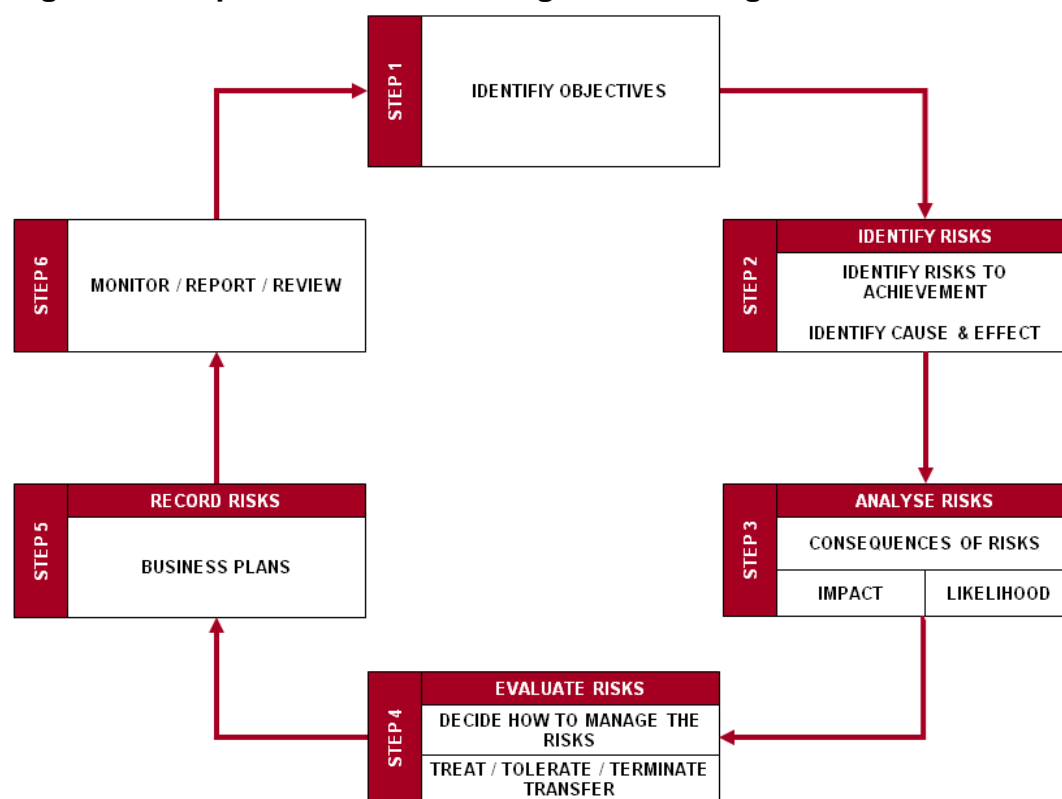 STEP 1
IDENTIFIY OBJECTIVES
STEP 2
IDENTIFY RISKS
IDENTIFY RISKS TO
ACHIEVEMENT
IDENTIFY CAUSE & EFFECT
STEP 3
ANALYSE RISKS
CONSEQUENCES OF RISKS
IMPACT
LIKELIHOOD
STEP 4
EVALUATE RISKS
DECIDE HOW TO MANAGE THE
RISKS
TREAT / TOLERATE / TERMINATE
TRANSFER
STEP 5
RECORD RISKS
BUSINESS PLANS
STEP 6
MONITOR / REPORT / REVIEW